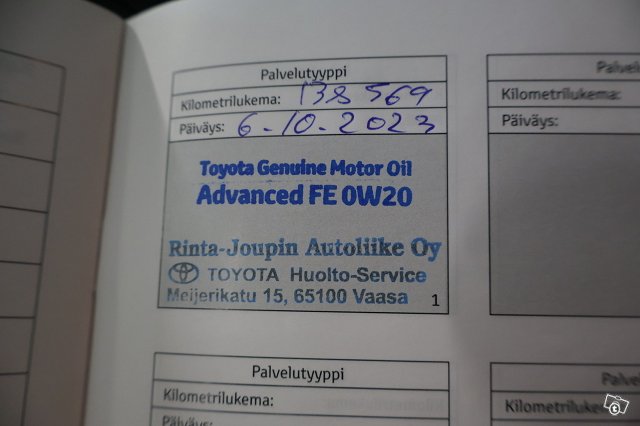 Palvelutyyppi
Kilometrilukema: 138 569
Päiväys: 6-10-2023
Toyota Genuine Motor Oil
Advanced FE 0W20
Rinta-Joupin Autoliike Oy
TOYOTA Huolto-Service
Meijerikatu 15, 65100 Vaasa
1
Kilometrilukema:
Päiväys:
Palvelutyyppi
Kilometrilukema:
Päiväys: